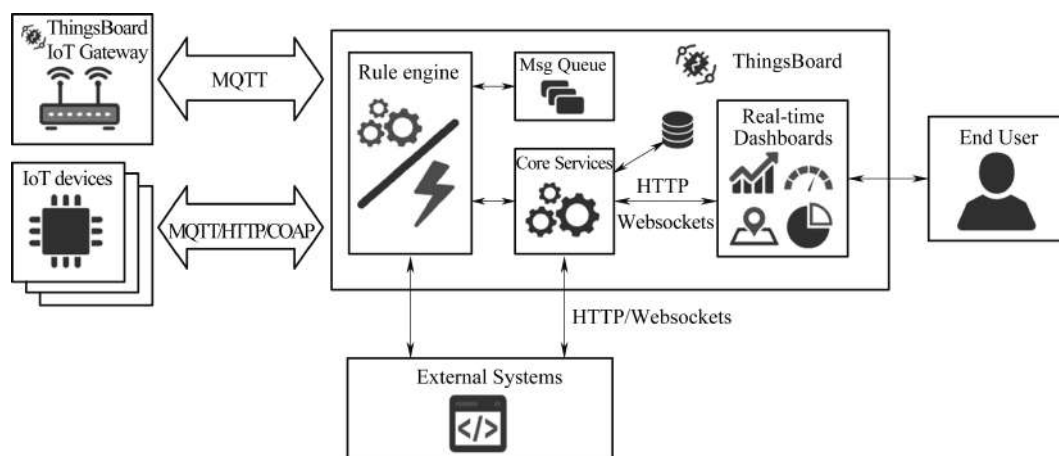 ThingsBoard
IoT Gateway
MQTT
IoT devices
MQTT/HTTP/COAP
Rule engine
Msg Queue
ThingsBoard
Core Services
HTTP
Websockets
Real-time
Dashboards
End User
HTTP/Websockets
External Systems
</>